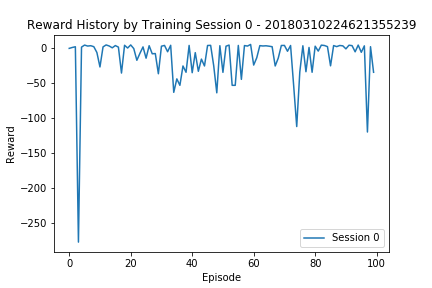 Reward History by Training Session 0 - 20180310224621355239
Reward
0
−50
−100
−150
−200
−250
Session 0
0 20 40 60 80 100
Episode